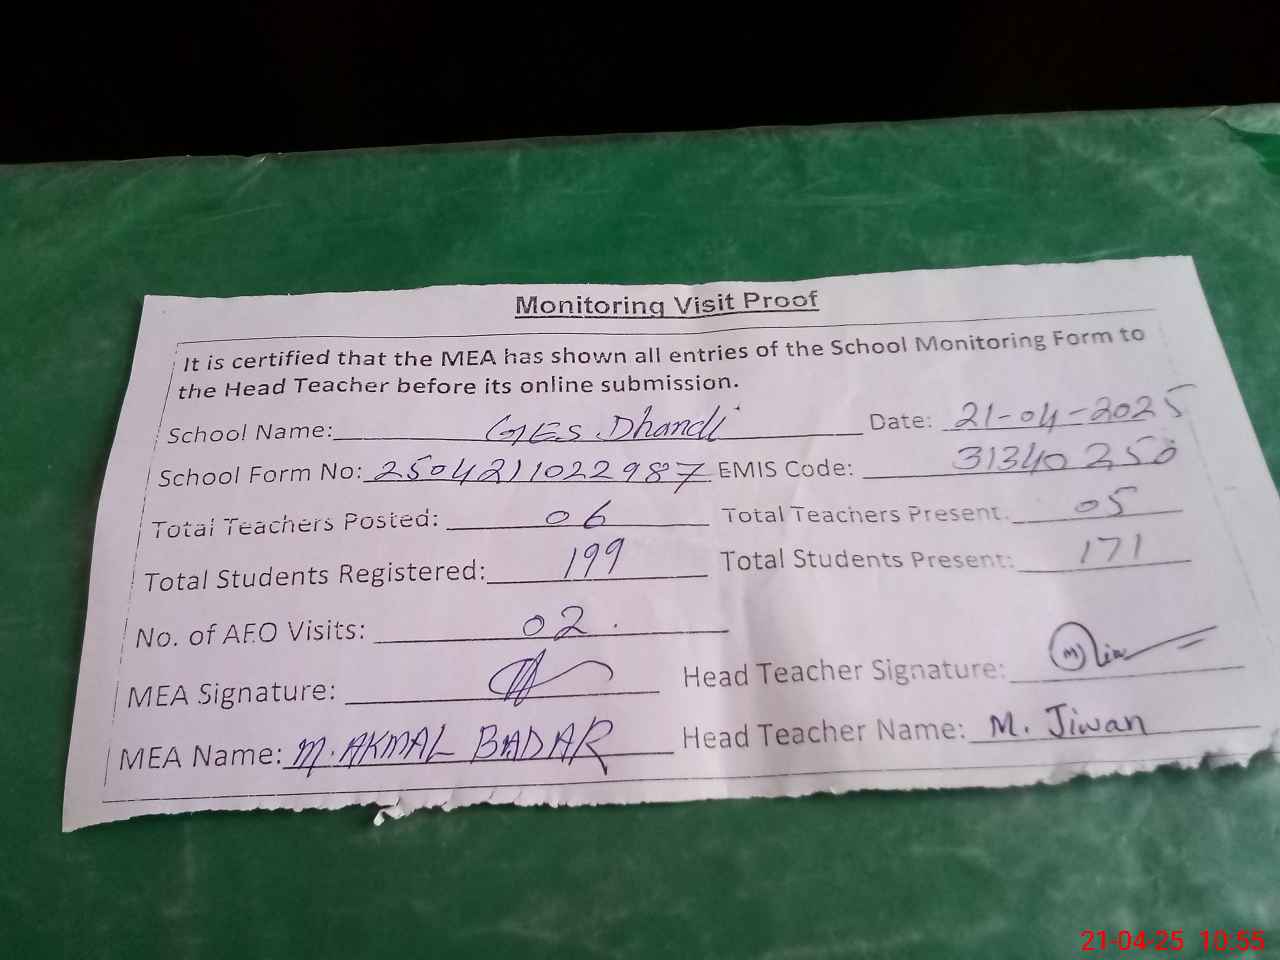 Monitoring Visit Proof
It is certified that the MEA has shown all entries of the School Monitoring Form to
the Head Teacher before its online submission.
School Name: GES Dhandi Date: 21-04-2025
School Form No: 25042111022987 EMIS Code: 31340250
Total Teachers Posted: 06 Total Teachers Present: 05
Total Students Registered: 199 Total Students Present: 171
No. of AEO Visits: 02
MEA Signature: Head Teacher Signature:
MEA Name: M. AKMAL BADAR Head Teacher Name: M. Jiwan
21-04-25 10:55